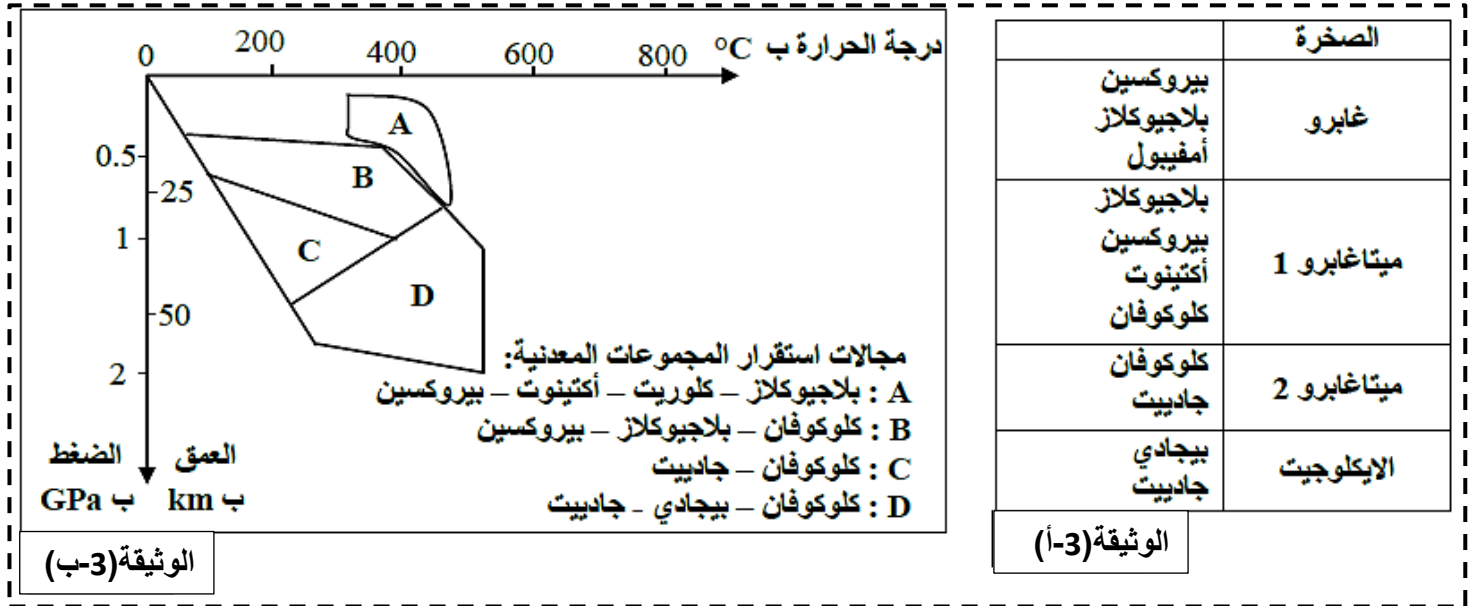 الصخرة
غابرو
بيروكسين
بلاجيوكلاز
أمفيبول
ميتاغابرو 1
بلاجيوكلاز
بيروكسين
أكتينوت
كلوكوفان
ميتاغابرو 2
كلوكوفان
جادييت
الايكلوجيت
بيجادي
جادييت
الوثيقة(3-أ)
درجة الحرارة ب °C
0
200
400
600
800
0.5
25
1
50
2
A
B
C
D
مجالات استقرار المجموعات المعدنية:
A : بلاجيوكلاز – كلوريت – أكتينوت – بيروكسين
B : كلوكوفان – بلاجيوكلاز – بيروكسين
C : كلوكوفان – جادييت
D : كلوكوفان – بيجادي - جادييت
العمق
ب km
الضغط
ب GPa
الوثيقة(3-ب)